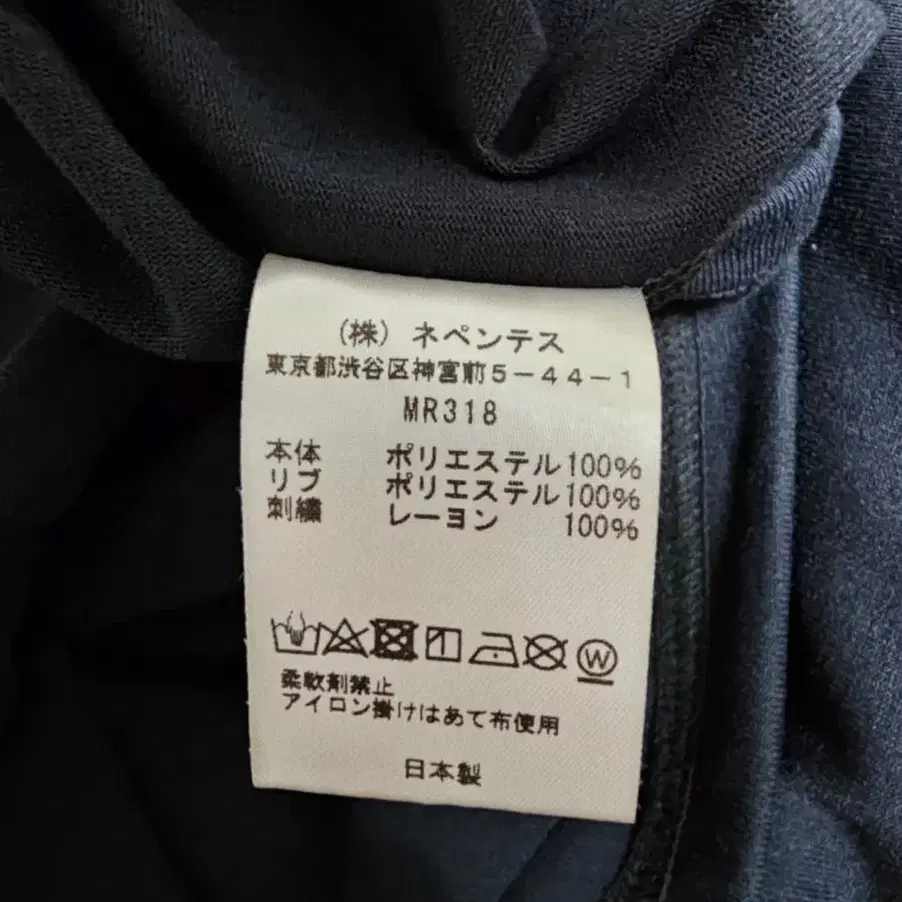 (株) ネペンテス
東京都渋谷区神宮前5-44-1
MR318
本体 ポリエステル100%
リブ ポリエステル100%
刺繍 レーヨン 100%
W
柔軟剤禁止
アイロン掛けはあて布使用
日本製